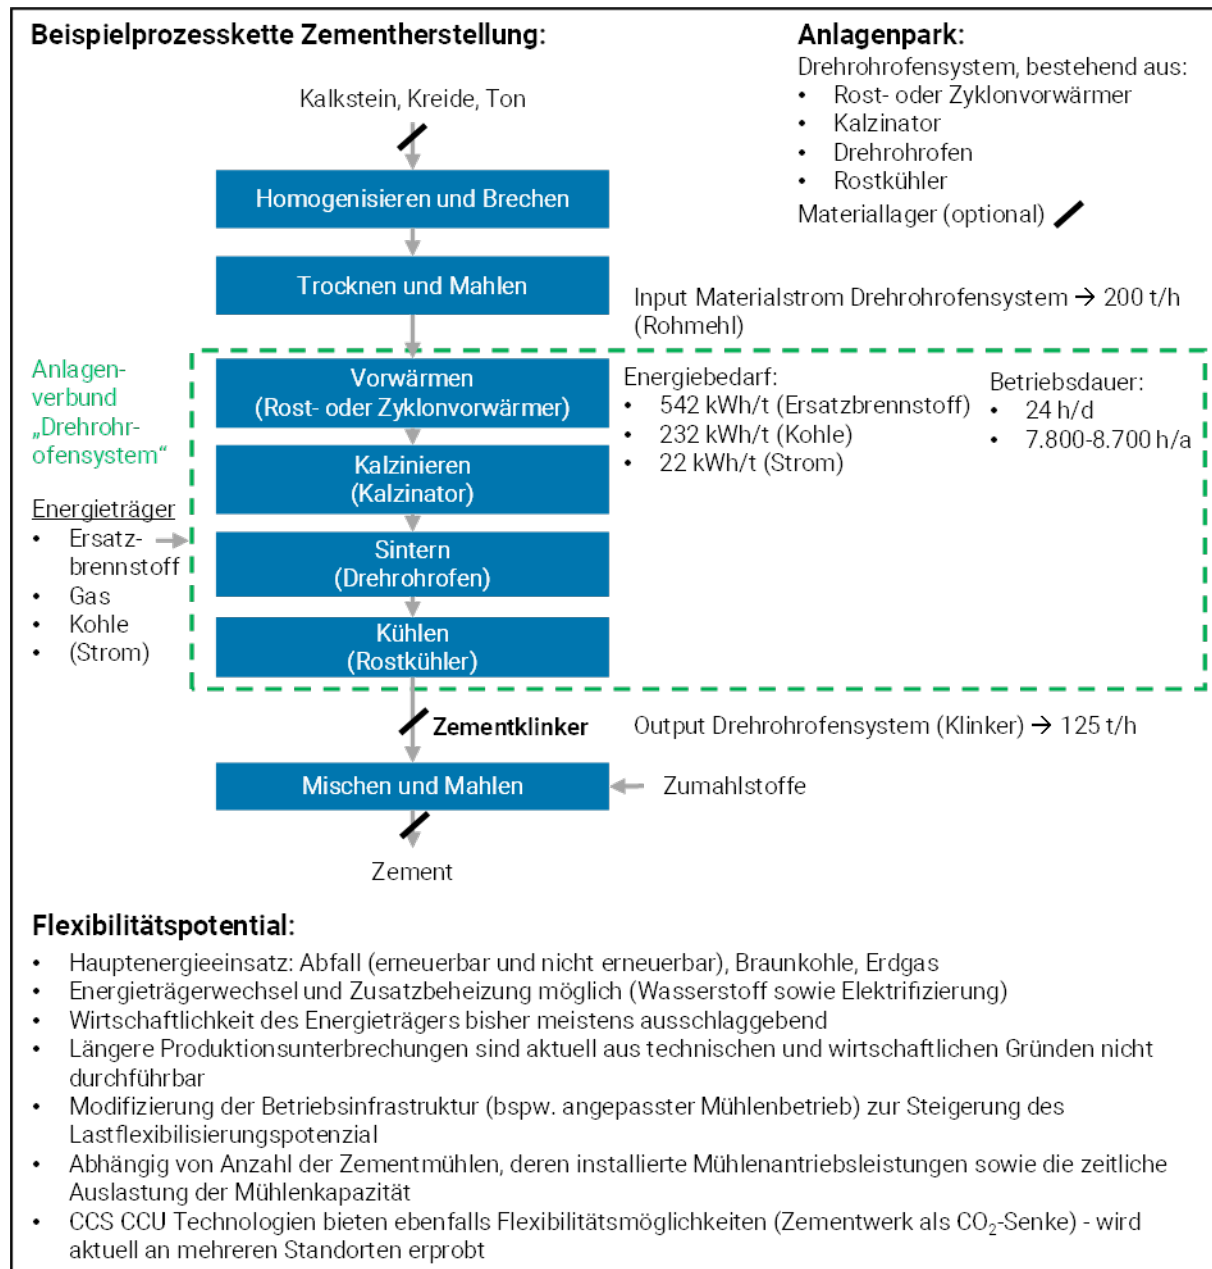 Beispielprozesskette Zementherstellung:
Anlagenpark:
Drehrohrofensystem, bestehend aus:
• Rost- oder Zyklonvorwärmer
• Kalzinator
• Drehrohrofen
• Rostkühler
Materiallager (optional)
Kalkstein, Kreide, Ton
Homogenisieren und Brechen
Trocknen und Mahlen
Input Materialstrom Drehrohrofensystem → 200 t/h
(Rohmehl)
Anlagen-
verbund
„Drehrohr-
ofensystem“
Energieträger
• Ersatz-
brennstoff
• Gas
• Kohle
• (Strom)
Vorwärmen
(Rost- oder Zyklonvorwärmer)
Kalzinieren
(Kalzinator)
Sintern
(Drehrohrofen)
Kühlen
(Rostkühler)
Energiebedarf:
• 542 kWh/t (Ersatzbrennstoff)
• 232 kWh/t (Kohle)
• 22 kWh/t (Strom)
Betriebsdauer:
• 24 h/d
• 7.800-8.700 h/a
Zementklinker
Output Drehrohrofensystem (Klinker) → 125 t/h
Mischen und Mahlen
Zumahlstoffe
Zement
Flexibilitätspotential:
• Hauptenergieeinsatz: Abfall (erneuerbar und nicht erneuerbar), Braunkohle, Erdgas
• Energieträgerwechsel und Zusatzbeheizung möglich (Wasserstoff sowie Elektrifizierung)
• Wirtschaftlichkeit des Energieträgers bisher meistens ausschlaggebend
• Längere Produktionsunterbrechungen sind aktuell aus technischen und wirtschaftlichen Gründen nicht
durchführbar
• Modifizierung der Betriebsinfrastruktur (bspw. angepasster Mühlenbetrieb) zur Steigerung des
Lastflexibilisierungspotenzial
• Abhängig von Anzahl der Zementmühlen, deren installierte Mühlenantriebsleistungen sowie die zeitliche
Auslastung der Mühlenkapazität
• CCS CCU Technologien bieten ebenfalls Flexibilitätsmöglichkeiten (Zementwerk als CO₂-Senke) - wird
aktuell an mehreren Standorten erprobt